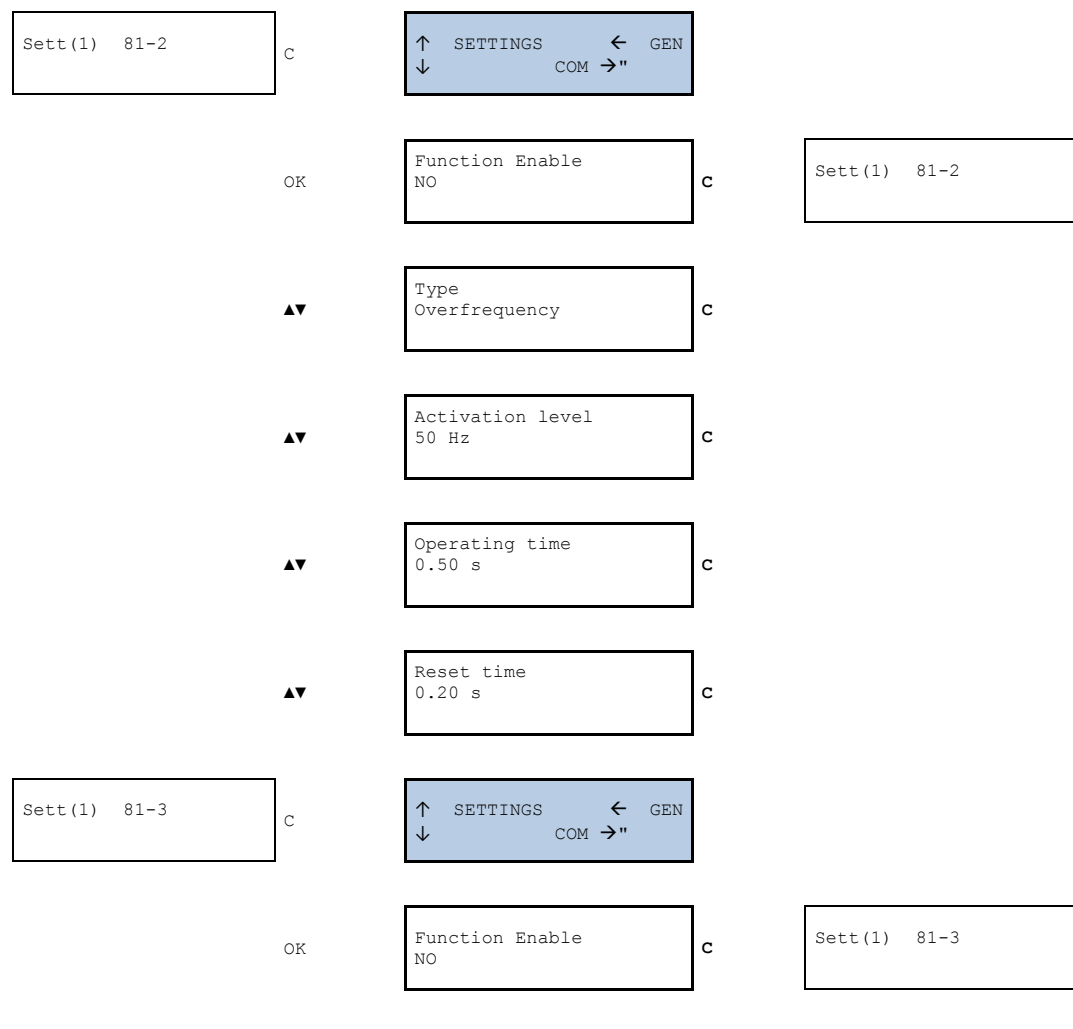 Sett(1)  81-2
C
↑  SETTINGS  ←  GEN
↓  COM →"
OK
Function Enable
NO
C
Sett(1)  81-2
▲▼
Type
Overfrequency
C
▲▼
Activation level
50 Hz
C
▲▼
Operating time
0.50 s
C
▲▼
Reset time
0.20 s
C
Sett(1)  81-3
C
↑  SETTINGS  ←  GEN
↓  COM →"
OK
Function Enable
NO
C
Sett(1)  81-3